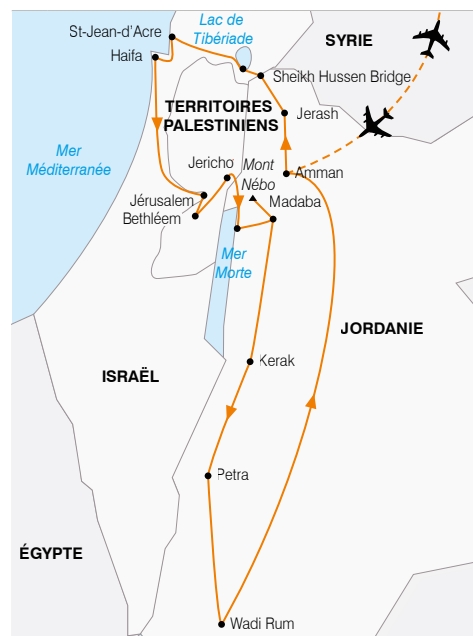 St-Jean-d'Acre
Lac de
Tibériade
SYRIE
Haifa
Sheikh Hussen Bridge
TERRITOIRES
PALESTINIENS
Jerash
Mer
Méditerranée
Jericho
Mont
Nébo
Amman
Jérusalem
Madaba
Bethléem
Mer
Morte
JORDANIE
Kerak
ISRAËL
Petra
ÉGYPTE
Wadi Rum